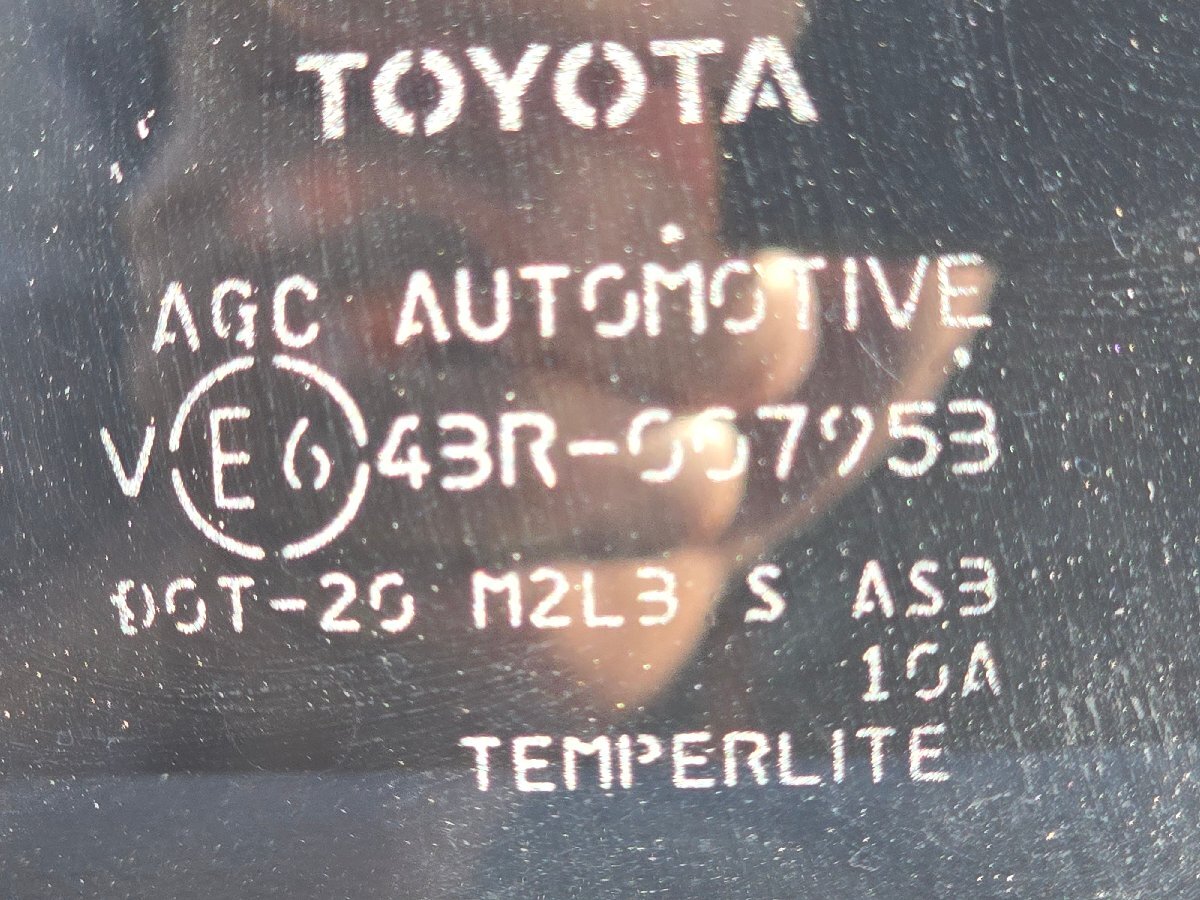 TOYOTA
AGC AUTOMOTIVE
V E6 43R-007953
DOT-20 M2L3 S AS3
10A
TEMPERLITE